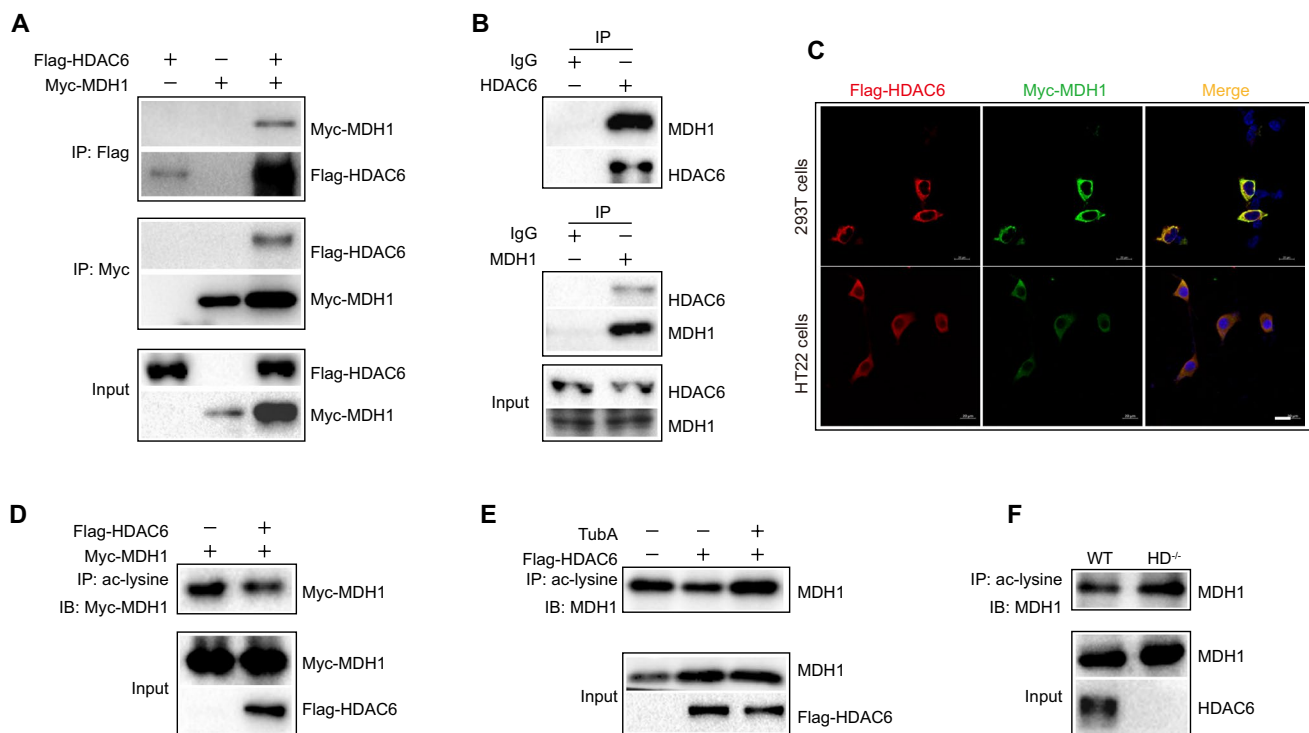 A
Flag-HDAC6 + − +
Myc-MDH1 − + +
IP: Flag
Myc-MDH1
Flag-HDAC6
IP: Myc
Flag-HDAC6
Myc-MDH1
Input
Flag-HDAC6
Myc-MDH1
B
IP
IgG + −
HDAC6 − +
MDH1
HDAC6
IP
IgG + −
MDH1 − +
HDAC6
MDH1
Input
HDAC6
MDH1
C
Flag-HDAC6 Myc-MDH1 Merge
293T cells
HT22 cells
D
Flag-HDAC6 − +
Myc-MDH1 + +
IP: ac-lysine
IB: Myc-MDH1
Myc-MDH1
Input
Myc-MDH1
Flag-HDAC6
E
TubA − − +
Flag-HDAC6 − + +
IP: ac-lysine
IB: MDH1
MDH1
Input
MDH1
Flag-HDAC6
F
WT HD-/-
IP: ac-lysine
IB: MDH1
MDH1
Input
MDH1
HDAC6